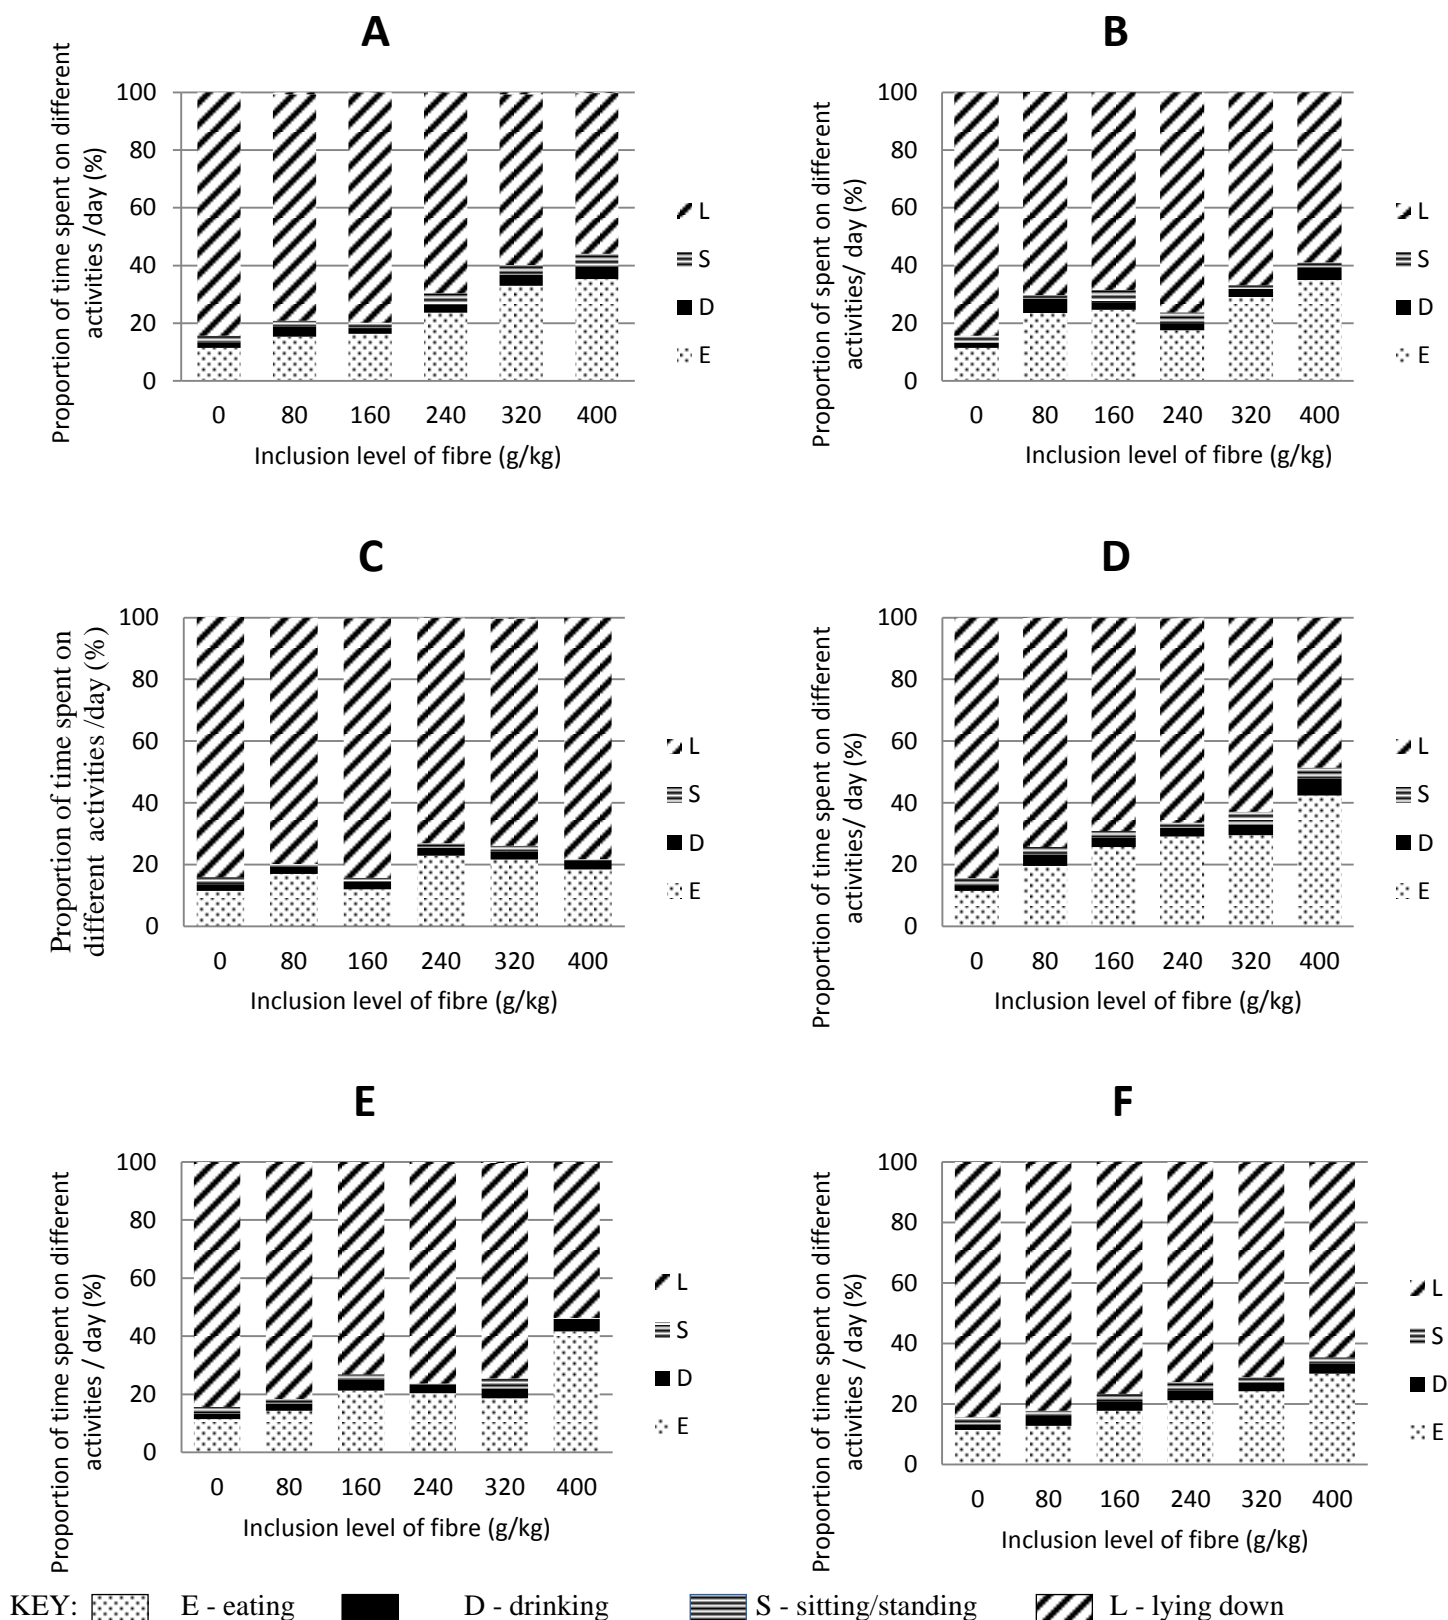 A
Proportion of time spent on different
activities /day (%)
100
80
60
40
20
0
0 80 160 240 320 400
Inclusion level of fibre (g/kg)
L
S
D
E
B
Proportion of spent on different
activities/ day (%)
100
80
60
40
20
0
0 80 160 240 320 400
Inclusion level of fibre (g/kg)
L
S
D
E
C
Proportion of time spent on
different activities /day (%)
100
80
60
40
20
0
0 80 160 240 320 400
Inclusion level of fibre (g/kg)
L
S
D
E
D
Proportion of time spent on different
activities/ day (%)
100
80
60
40
20
0
0 80 160 240 320 400
Inclusion level of fibre (g/kg)
L
S
D
E
E
Proportion of time spent on different
activities / day (%)
100
80
60
40
20
0
0 80 160 240 320 400
Inclusion level of fibre (g/kg)
L
S
D
E
F
Proportion of time spent on different
activities / day (%)
100
80
60
40
20
0
0 80 160 240 320 400
Inclusion level of fibre (g/kg)
L
S
D
E
KEY: E - eating D - drinking S - sitting/standing L - lying down